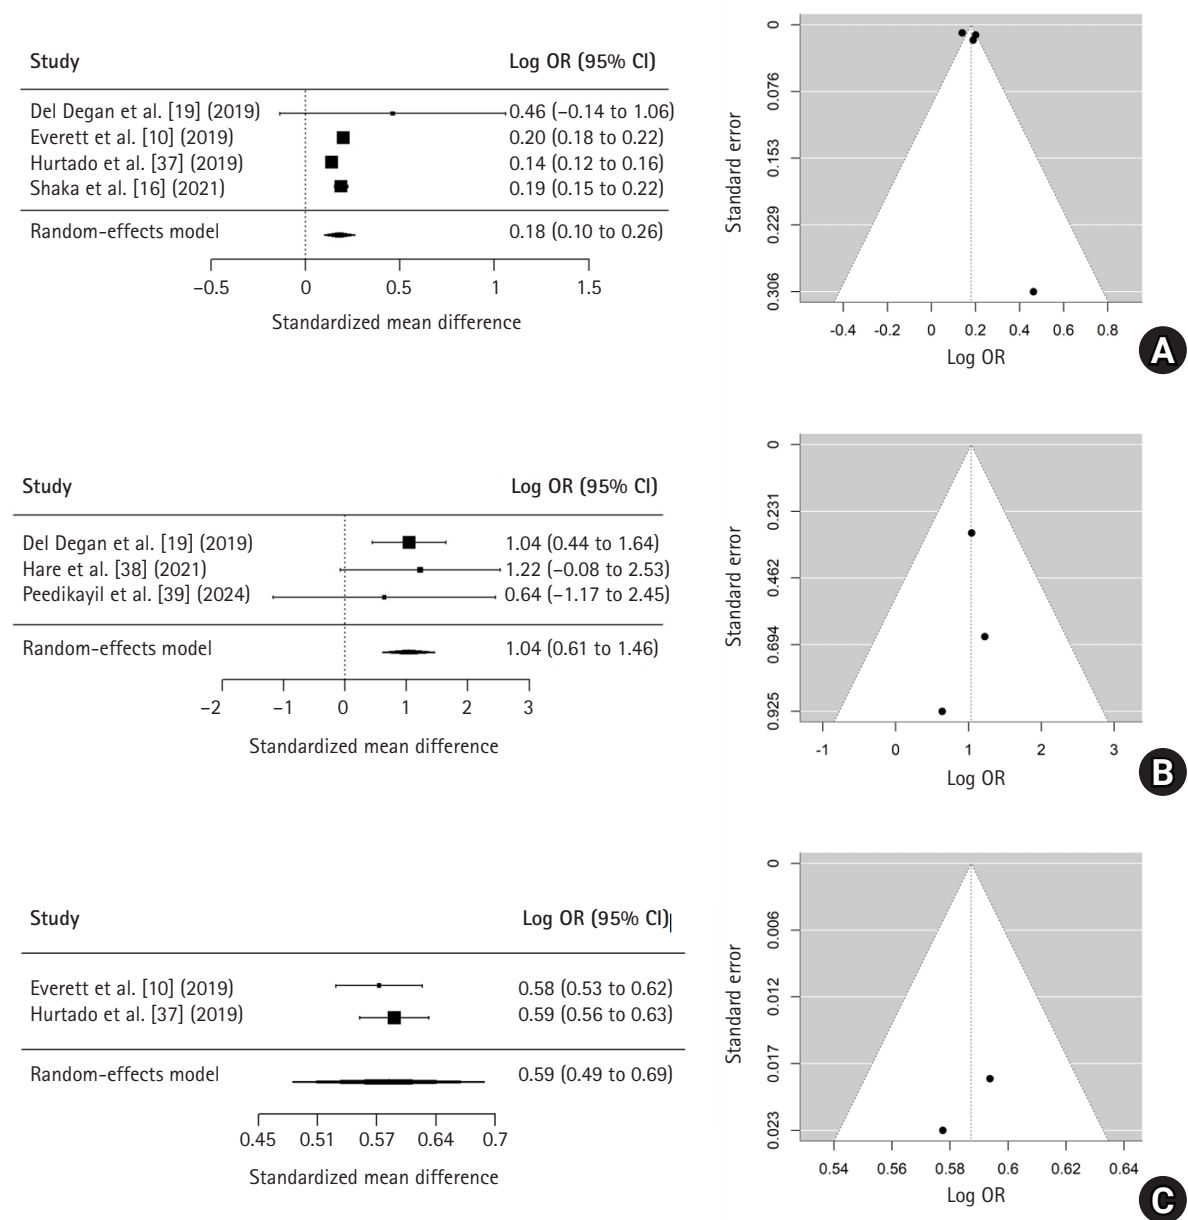 Study Log OR (95% CI)
Del Degan et al. [19] (2019) 0.46 (−0.14 to 1.06)
Everett et al. [10] (2019) 0.20 (0.18 to 0.22)
Hurtado et al. [37] (2019) 0.14 (0.12 to 0.16)
Shaka et al. [16] (2021) 0.19 (0.15 to 0.22)
Random-effects model 0.18 (0.10 to 0.26)
−0.5 0 0.5 1 1.5
Standardized mean difference
Standard error
0
0.076
0.153
0.229
0.306
-0.4 -0.2 0 0.2 0.4 0.6 0.8
Log OR
A
Study Log OR (95% CI)
Del Degan et al. [19] (2019) 1.04 (0.44 to 1.64)
Hare et al. [38] (2021) 1.22 (−0.08 to 2.53)
Peedikayil et al. [39] (2024) 0.64 (−1.17 to 2.45)
Random-effects model 1.04 (0.61 to 1.46)
−2 −1 0 1 2 3
Standardized mean difference
Standard error
0
0.231
0.462
0.694
0.925
-1 0 1 2 3
Log OR
B
Study Log OR (95% CI)
Everett et al. [10] (2019) 0.58 (0.53 to 0.62)
Hurtado et al. [37] (2019) 0.59 (0.56 to 0.63)
Random-effects model 0.59 (0.49 to 0.69)
0.45 0.51 0.57 0.64 0.7
Standardized mean difference
Standard error
0
0.006
0.012
0.017
0.023
0.54 0.56 0.58 0.6 0.62 0.64
Log OR
C